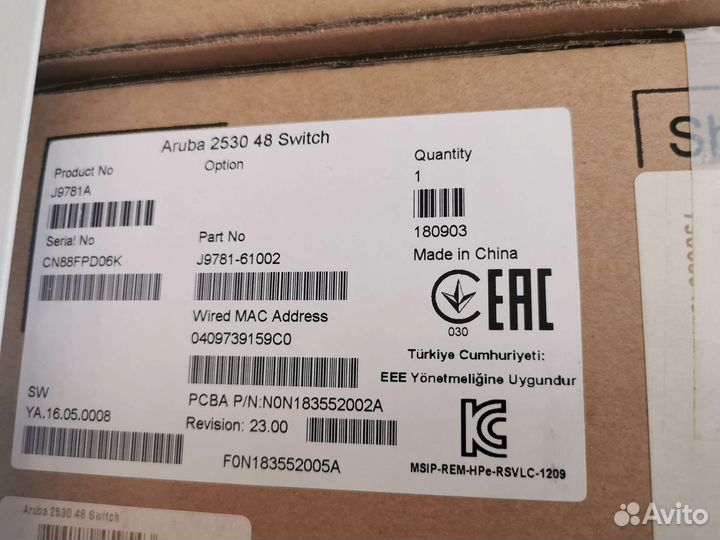 Aruba 2530 48 Switch
Product No
Option
Quantity
J9781A
1
180903
Serial No
Part No
Made in China
CN88FPD06K
J9781-61002
EAC
030
Wired MAC Address
0409739159C0
Türkiye Cumhuriyeti:
EEE Yönetmeliğine Uygundur
SW
PCBA P/N:N0N183552002A
YA.16.05.0008
Revision: 23.00
F0N183552005A
MSIP-REM-HPe-RSVLC-1209
Aruba 2530 48 Switch
Avito